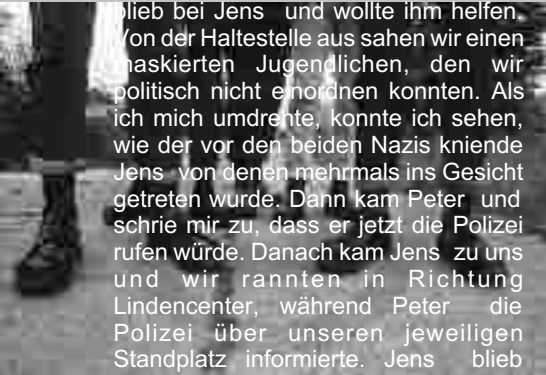 blieb bei Jens und wollte ihm helfen.
Von der Haltestelle aus sahen wir einen
maskierten Jugendlichen, den wir
politisch nicht einordnen konnten. Als
ich mich umdrehte, konnte ich sehen,
wie der vor den beiden Nazis kniende
Jens von denen mehrmals ins Gesicht
getreten wurde. Dann kam Peter und
schrie mir zu, dass er jetzt die Polizei
rufen würde. Danach kam Jens zu uns
und wir rannten in Richtung
Lindencenter, während Peter die
Polizei über unseren jeweiligen
Standplatz informierte. Jens blieb